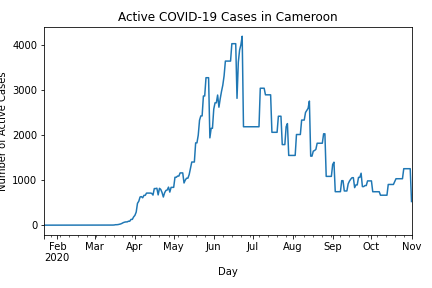 Active COVID-19 Cases in Cameroon
Number of Active Cases
4000
3000
2000
1000
0
Feb Mar Apr May Jun Jul Aug Sep Oct Nov
2020
Day